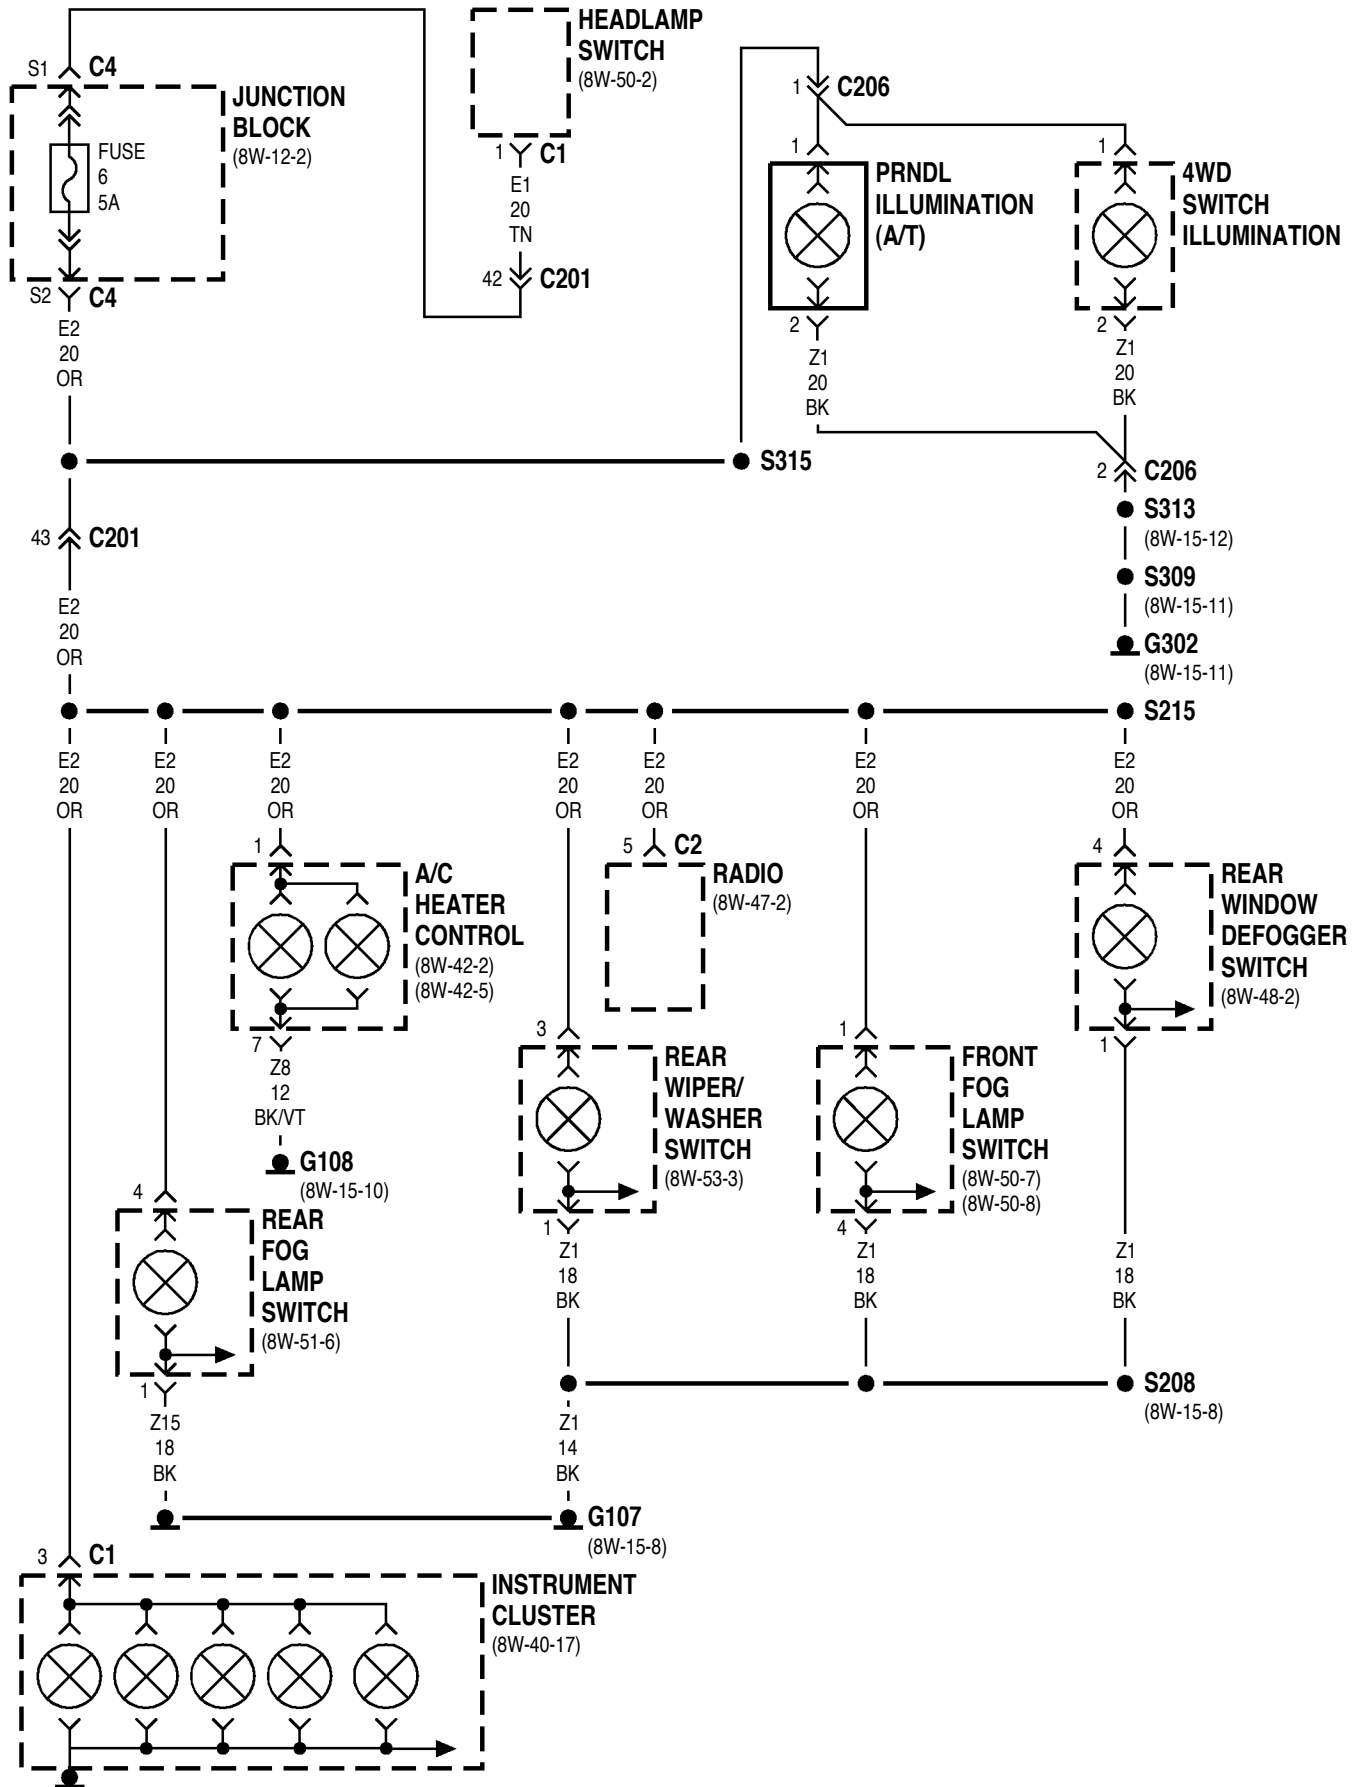 S1 C4
JUNCTION
BLOCK
(8W-12-2)
FUSE
6
5A
S2 C4
E2
20
OR
HEADLAMP
SWITCH
(8W-50-2)
1 C1
E1
20
TN
42 C201
1 C206
1
PRNDL
ILLUMINATION
(A/T)
2
Z1
20
BK
1
4WD
SWITCH
ILLUMINATION
2
Z1
20
BK
S315
2 C206
S313
(8W-15-12)
S309
(8W-15-11)
G302
(8W-15-11)
43 C201
E2
20
OR
S215
E2 E2 E2 E2 E2 E2 E2
20 20 20 20 20 20 20
OR OR OR OR OR OR OR
1
A/C
HEATER
CONTROL
(8W-42-2)
(8W-42-5)
7
Z8
12
BK/VT
G108
(8W-15-10)
5 C2
RADIO
(8W-47-2)
4
REAR
WINDOW
DEFOGGER
SWITCH
(8W-48-2)
1
3
REAR
WIPER/
WASHER
SWITCH
(8W-53-3)
1
Z1
18
BK
1
FRONT
FOG
LAMP
SWITCH
(8W-50-7)
(8W-50-8)
4
Z1
18
BK
Z1
18
BK
4
REAR
FOG
LAMP
SWITCH
(8W-51-6)
1
Z15
18
BK
S208
(8W-15-8)
Z1
14
BK
G107
(8W-15-8)
3 C1
INSTRUMENT
CLUSTER
(8W-40-17)